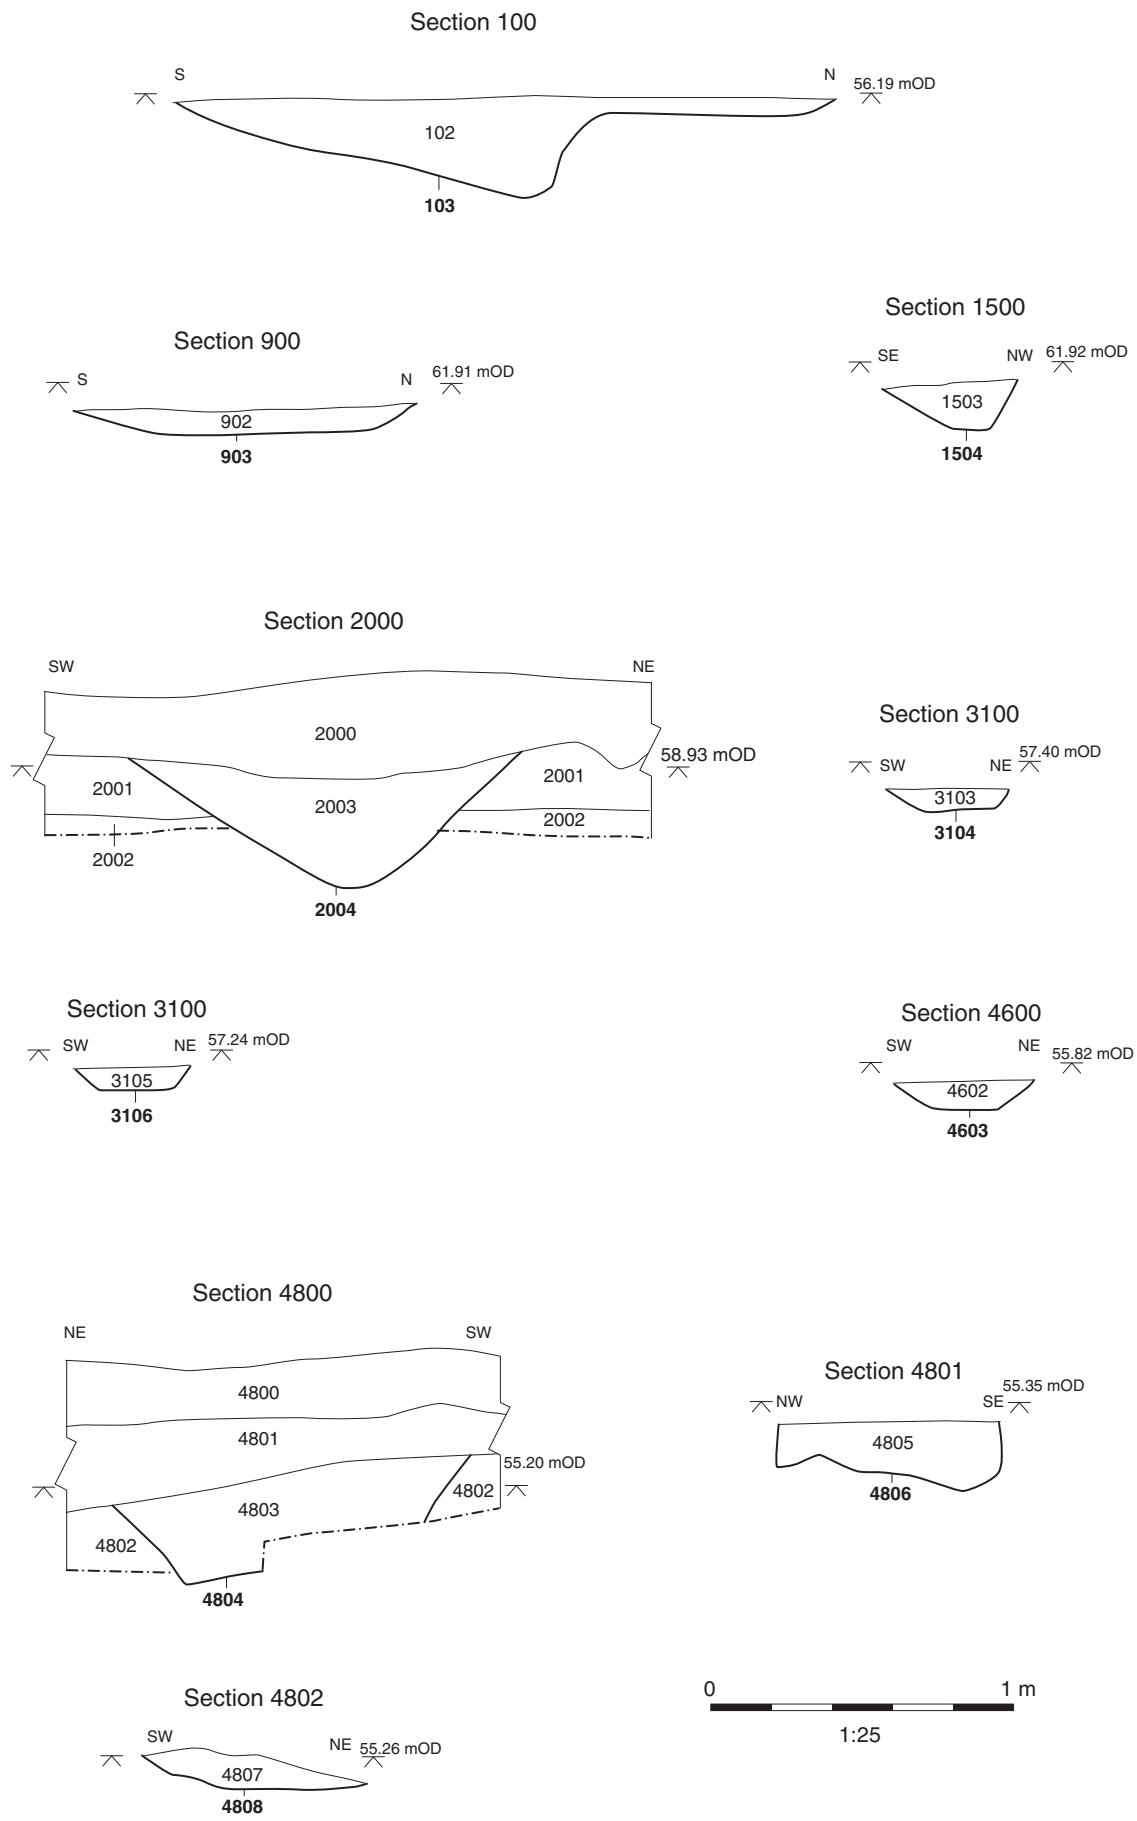 Section 100
S N 56.19 mOD
102
103
Section 900
S N 61.91 mOD
902
903
Section 1500
SE NW 61.92 mOD
1503
1504
Section 2000
SW NE
2000
58.93 mOD
2001 2003 2001
2002 2002
2004
Section 3100
SW NE 57.40 mOD
3103
3104
Section 3100
SW NE 57.24 mOD
3105
3106
Section 4600
SW NE 55.82 mOD
4602
4603
Section 4800
NE SW
4800
4801
55.20 mOD
4803 4802
4802
4804
Section 4801
NW SE 55.35 mOD
4805
4806
Section 4802
SW NE 55.26 mOD
4807
4808
0 1 m
1:25